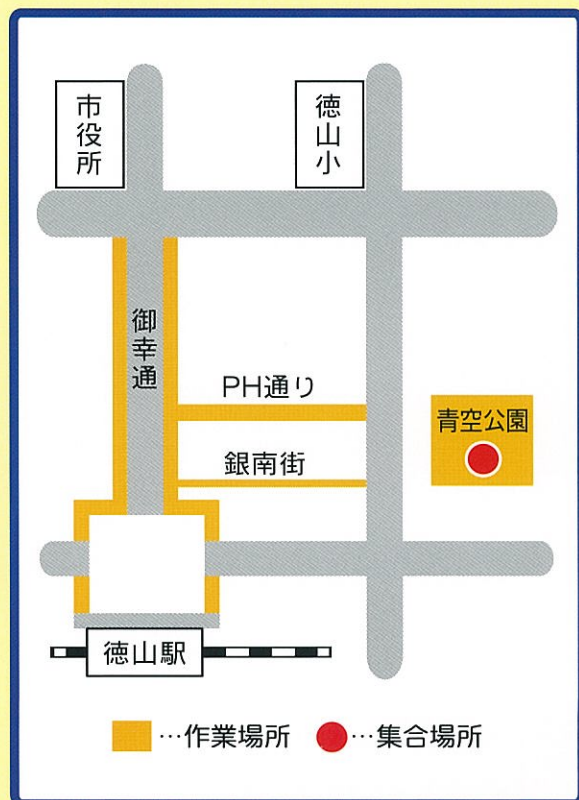 市役所
徳山小
御幸通
PH通り
銀南街
青空公園
徳山駅
…作業場所
…集合場所